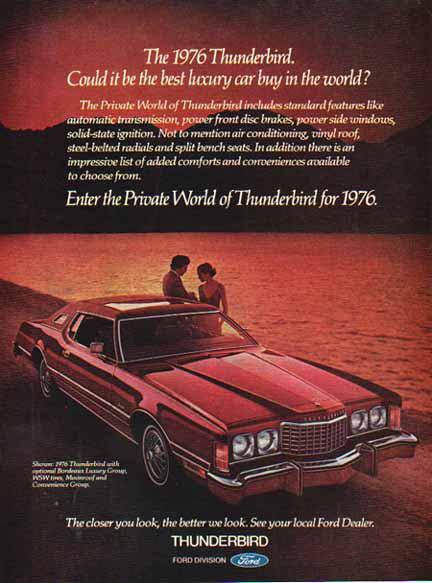 The 1976 Thunderbird.
Could it be the best luxury car buy in the world?
The Private World of Thunderbird includes standard features like
automatic transmission, power front disc brakes, power side windows,
solid-state ignition. Not to mention air conditioning, vinyl roof,
steel-belted radials and split bench seats. In addition there is an
impressive list of added comforts and conveniences available
to choose from.
Enter the Private World of Thunderbird for 1976.
Shown: 1976 Thunderbird with
optional Bordeaux Luxury Group,
WSW tires, Moonroof and
Convenience Group.
The closer you look, the better we look. See your local Ford Dealer.
THUNDERBIRD
FORD DIVISION Ford